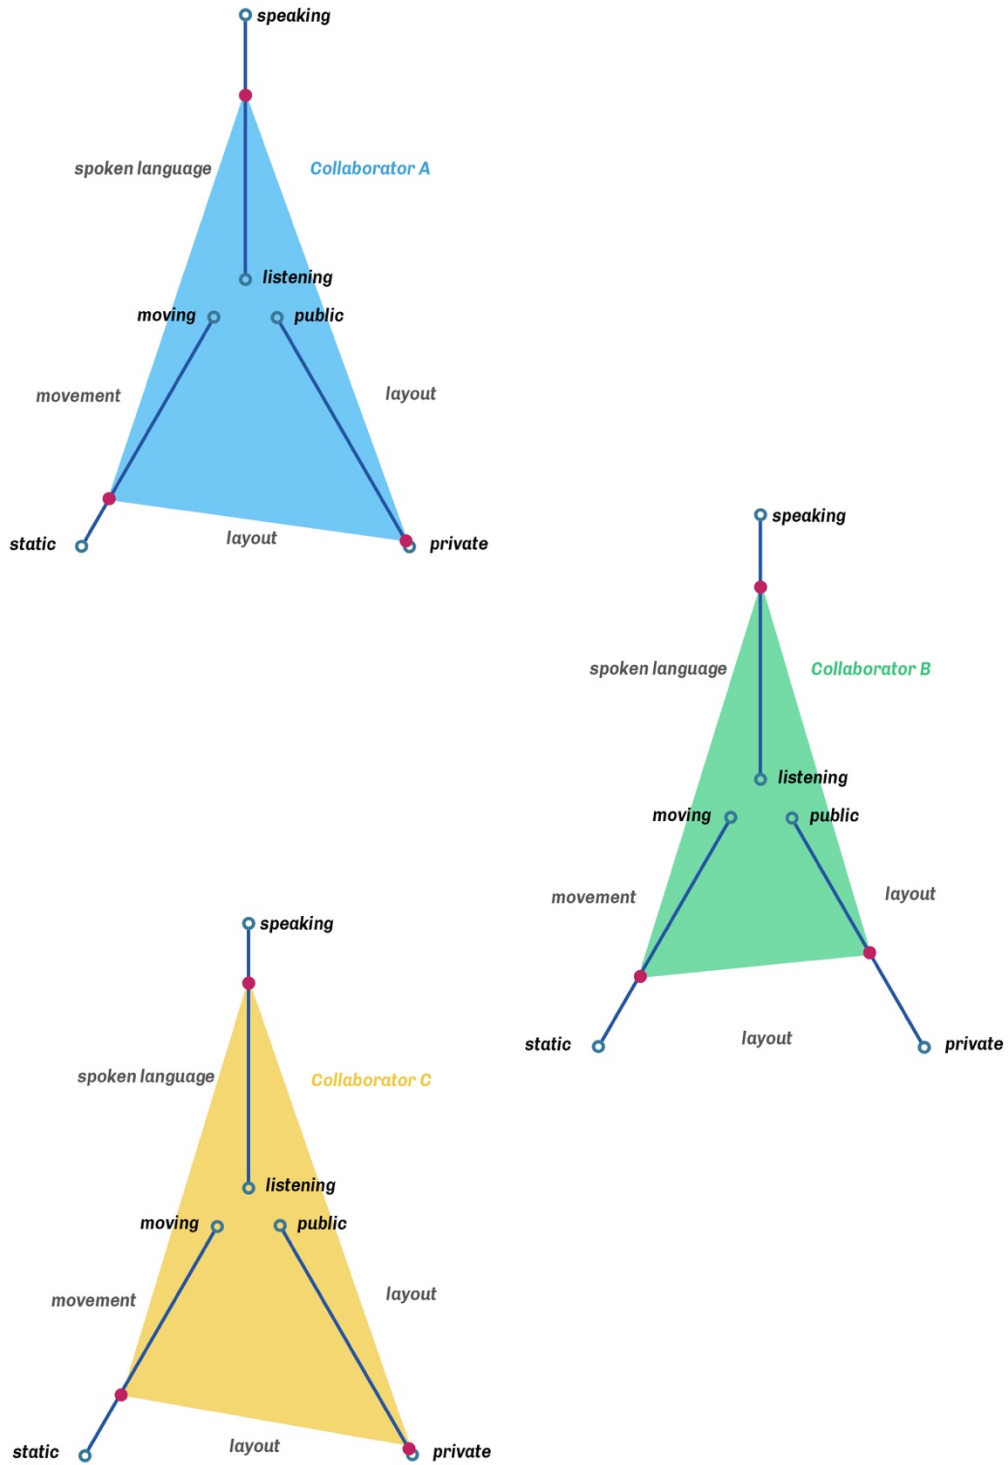 speaking
spoken language
Collaborator A
listening
moving
public
movement
layout
static
layout
private
speaking
spoken language
Collaborator B
listening
moving
public
movement
layout
static
layout
private
speaking
spoken language
Collaborator C
listening
moving
public
movement
layout
static
layout
private